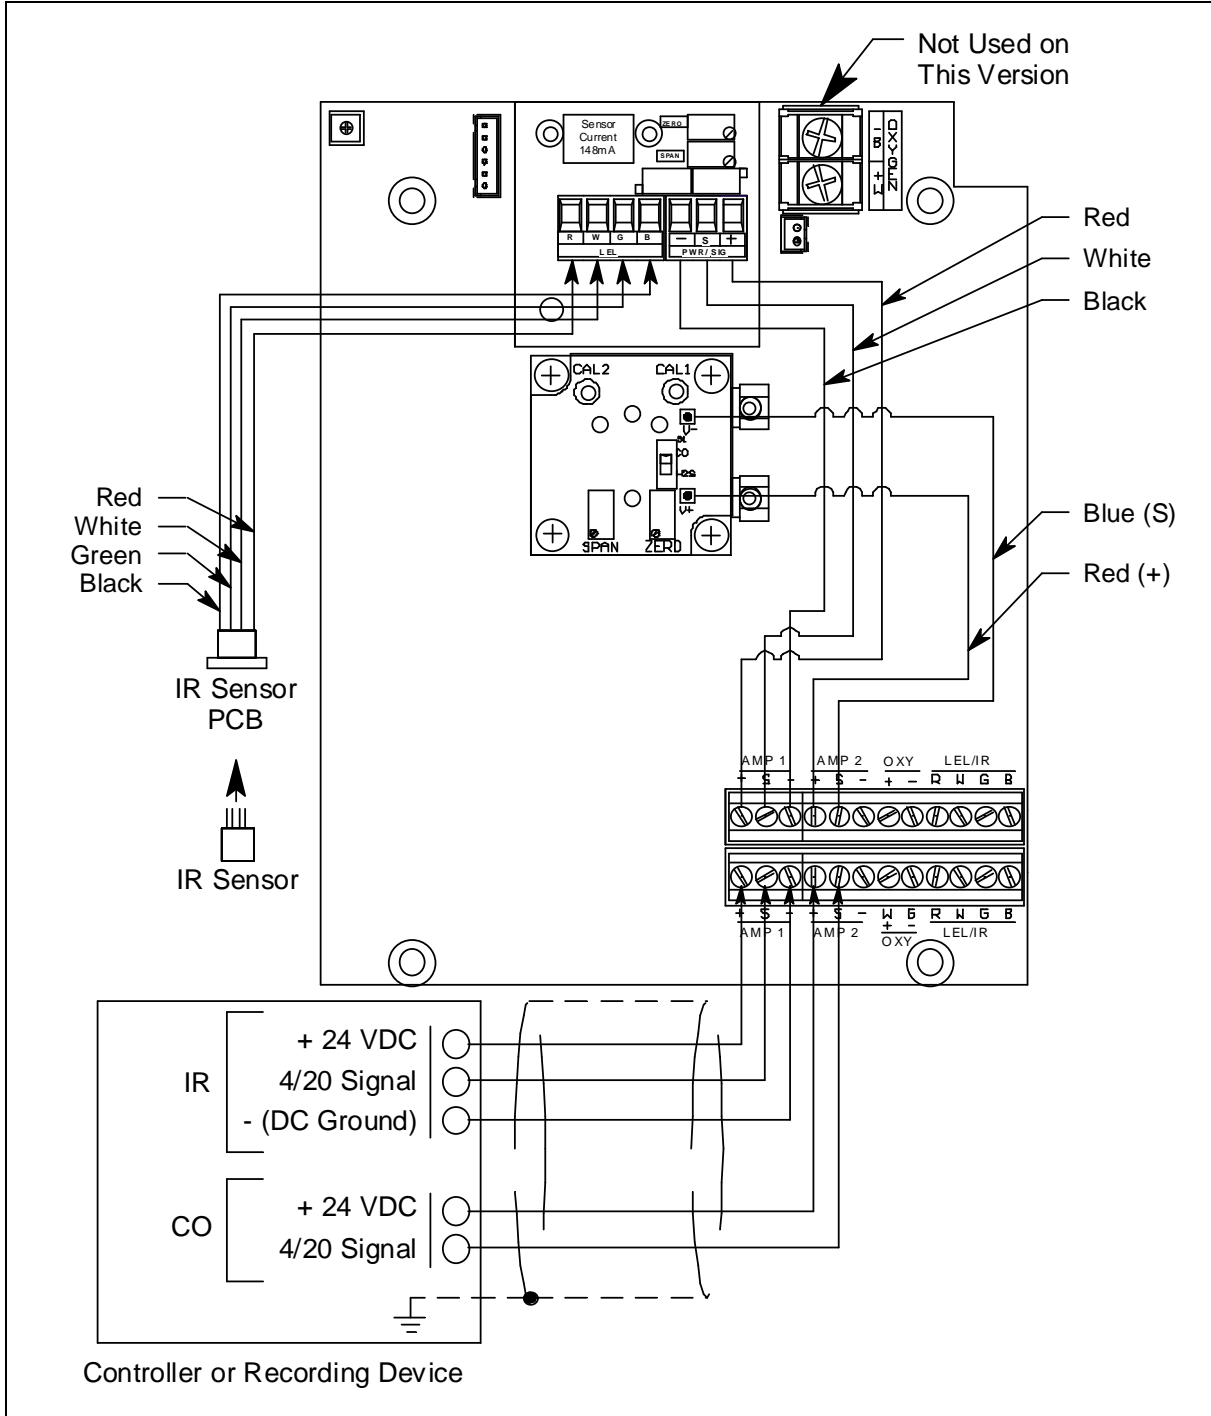 Not Used on
This Version
Sensor
Current
148mA
ZERO
SPAN
-B +W
OXYGEN
R W G B
LEL
- S +
PWR/SIG
Red
White
Black
CAL2 CAL1
V-
CO
V+
SPAN ZERO
Red
White
Green
Black
Blue (S)
Red (+)
IR Sensor
PCB
IR Sensor
AMP 1 AMP 2 OXY LEL/IR
+ S - + S - + - R W G B
+ S - + S - W G R W G B
+ -
AMP 1 AMP 2 OXY LEL/IR
IR
+ 24 VDC
4/20 Signal
- (DC Ground)
CO
+ 24 VDC
4/20 Signal
Controller or Recording Device